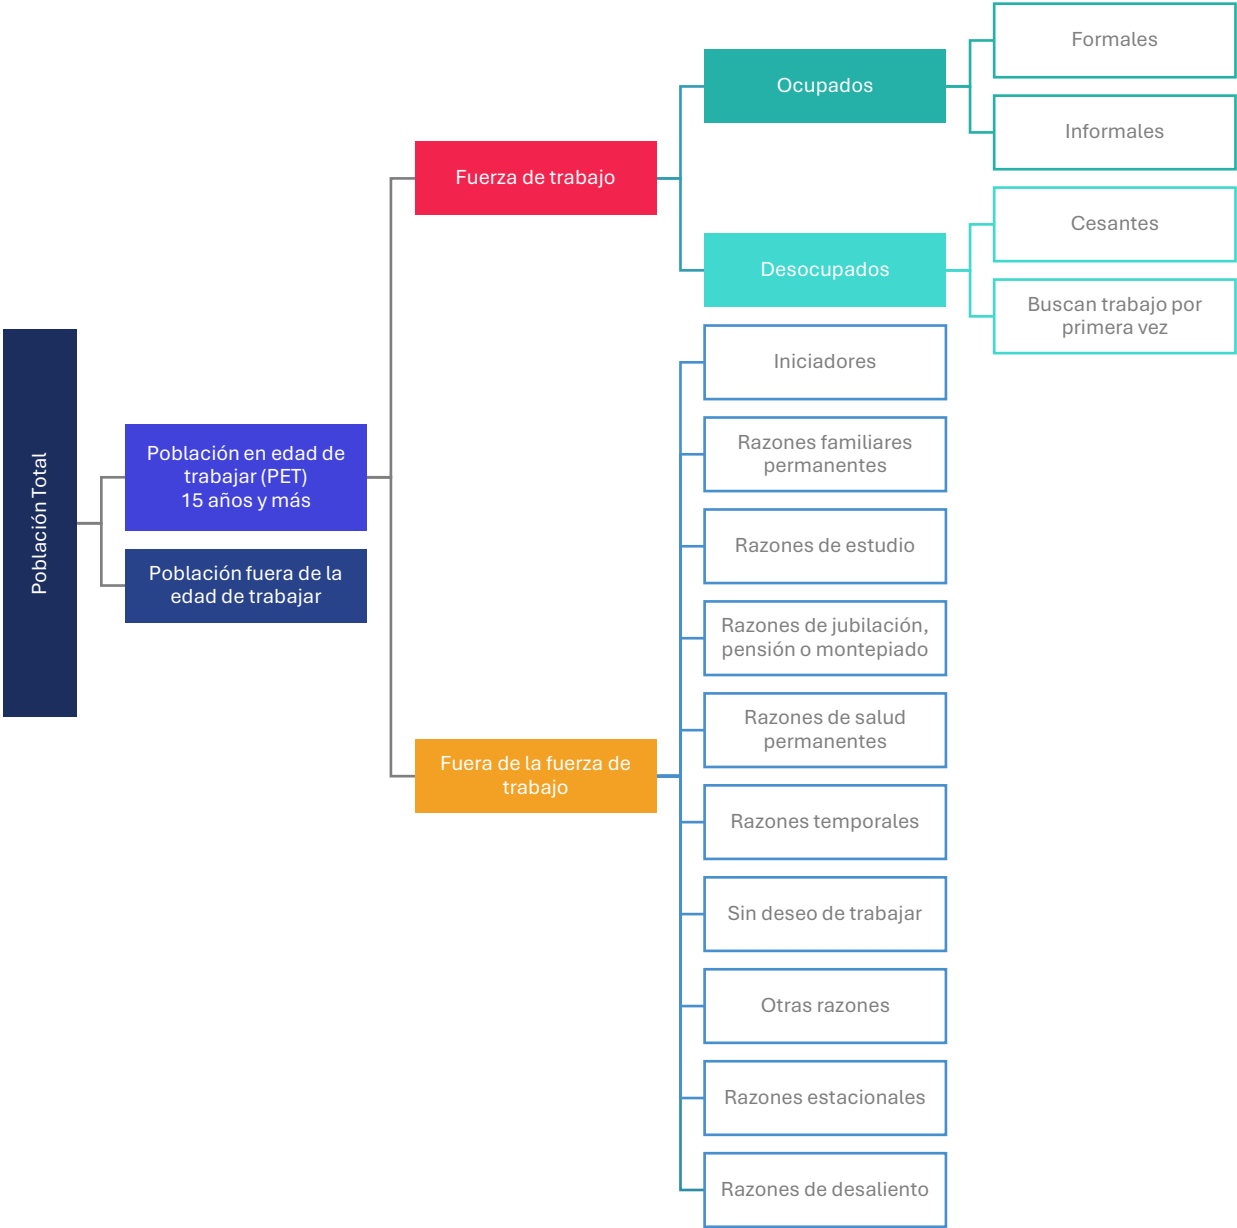 Población Total
Población en edad de
trabajar (PET)
15 años y más
Población fuera de la
edad de trabajar
Fuerza de trabajo
Fuera de la fuerza de
trabajo
Ocupados
Desocupados
Formales
Informales
Cesantes
Buscan trabajo por
primera vez
Iniciadores
Razones familiares
permanentes
Razones de estudio
Razones de jubilación,
pensión o montepiado
Razones de salud
permanentes
Razones temporales
Sin deseo de trabajar
Otras razones
Razones estacionales
Razones de desaliento